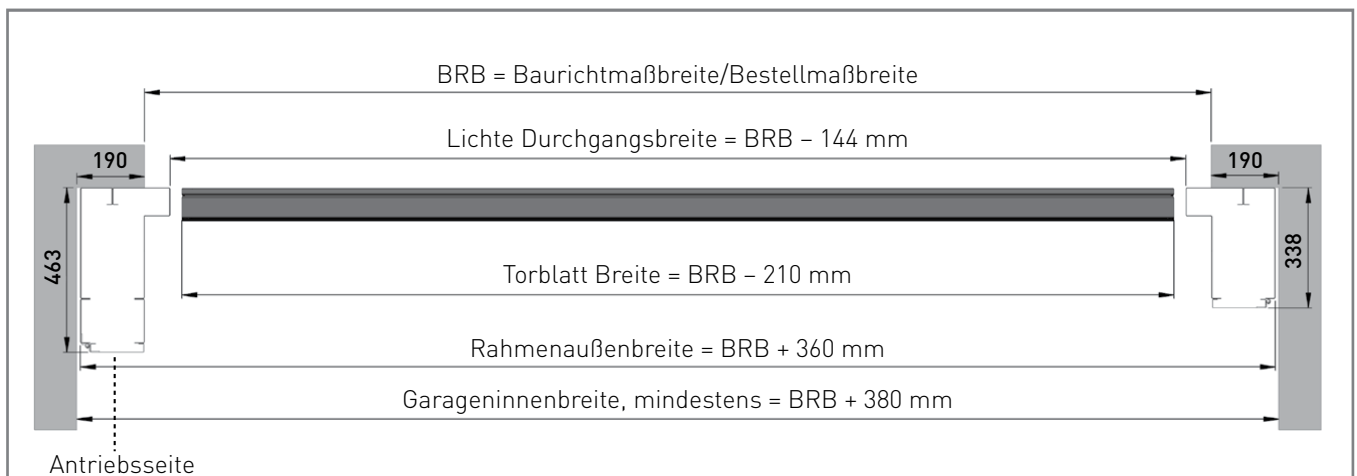 BRB = Baurichtmaßbreite/Bestellmaßbreite
Lichte Durchgangsbreite = BRB – 144 mm
190
190
463
338
Torblatt Breite = BRB – 210 mm
Rahmenaußenbreite = BRB + 360 mm
Garageninnenbreite, mindestens = BRB + 380 mm
Antriebsseite